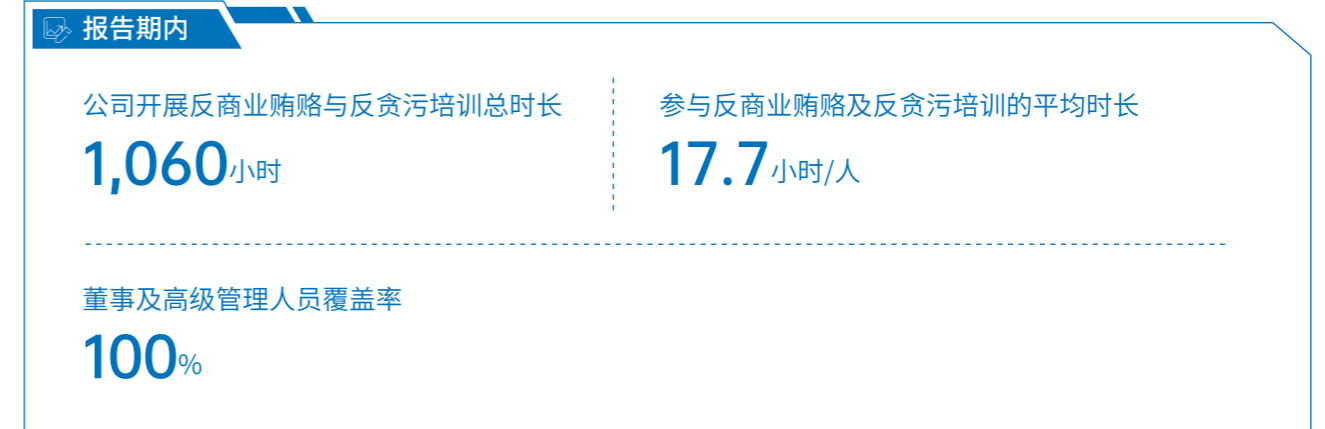 报告期内
公司开展反商业贿赂与反贪污培训总时长
1,060小时
参与反商业贿赂及反贪污培训的平均时长
17.7小时/人
董事及高级管理人员覆盖率
100%